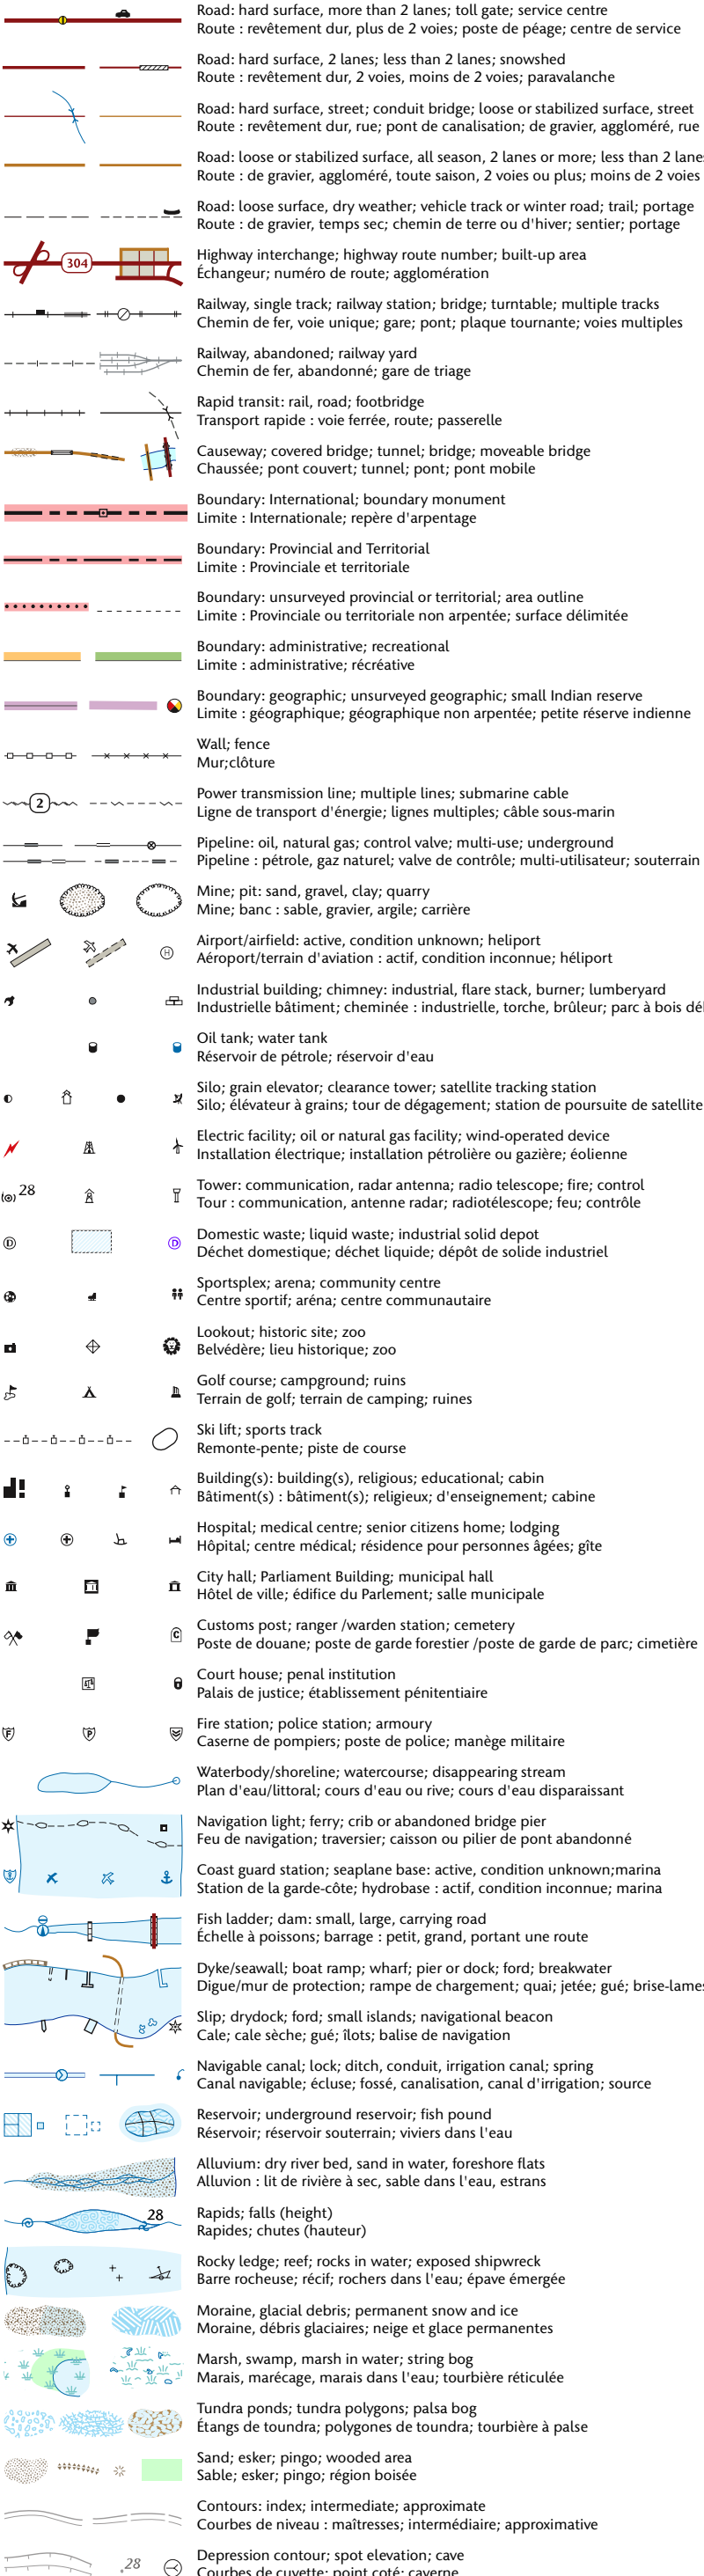 Road: hard surface, more than 2 lanes; toll gate; service centre
Route : revêtement dur, plus de 2 voies; poste de péage; centre de service
Road: hard surface, 2 lanes; less than 2 lanes; snowshed
Route : revêtement dur, 2 voies, moins de 2 voies; paravalanche
Road: hard surface, street; conduit bridge; loose or stabilized surface, street
Route : revêtement dur, rue; pont de canalisation; de gravier, aggloméré, rue
Road: loose or stabilized surface, all season, 2 lanes or more; less than 2 lanes
Route : de gravier, aggloméré, toute saison, 2 voies ou plus; moins de 2 voies
Road: loose surface, dry weather; vehicle track or winter road; trail; portage
Route : de gravier, temps sec; chemin de terre ou d'hiver; sentier; portage
304
Highway interchange; highway route number; built-up area
Échangeur; numéro de route; agglomération
Railway, single track; railway station; bridge; turntable; multiple tracks
Chemin de fer, voie unique; gare; pont; plaque tournante; voies multiples
Railway, abandoned; railway yard
Chemin de fer, abandonné; gare de triage
Rapid transit: rail, road; footbridge
Transport rapide : voie ferrée, route; passerelle
Causeway; covered bridge; tunnel; bridge; moveable bridge
Chaussée; pont couvert; tunnel; pont; pont mobile
Boundary: International; boundary monument
Limite : Internationale; repère d'arpentage
Boundary: Provincial and Territorial
Limite : Provinciale et territoriale
Boundary: unsurveyed provincial or territorial; area outline
Limite : Provinciale ou territoriale non arpentée; surface délimitée
Boundary: administrative; recreational
Limite : administrative; récréative
Boundary: geographic; unsurveyed geographic; small Indian reserve
Limite : géographique; géographique non arpentée; petite réserve indienne
Wall; fence
Mur;clôture
2
Power transmission line; multiple lines; submarine cable
Ligne de transport d'énergie; lignes multiples; câble sous-marin
Pipeline: oil, natural gas; control valve; multi-use; underground
Pipeline : pétrole, gaz naturel; valve de contrôle; multi-utilisateur; souterrain
Mine; pit: sand, gravel, clay; quarry
Mine; banc : sable, gravier, argile; carrière
H
Airport/airfield: active, condition unknown; heliport
Aéroport/terrain d'aviation : actif, condition inconnue; héliport
Industrial building; chimney: industrial, flare stack, burner; lumberyard
Industrielle bâtiment; cheminée : industrielle, torche, brûleur; parc à bois dél
Oil tank; water tank
Réservoir de pétrole; réservoir d'eau
Silo; grain elevator; clearance tower; satellite tracking station
Silo; élévateur à grains; tour de dégagement; station de poursuite de satellite
Electric facility; oil or natural gas facility; wind-operated device
Installation électrique; installation pétrolière ou gazière; éolienne
28
Tower: communication, radar antenna; radio telescope; fire; control
Tour : communication, antenne radar; radiotélescope; feu; contrôle
D D
Domestic waste; liquid waste; industrial solid depot
Déchet domestique; déchet liquide; dépôt de solide industriel
Sportsplex; arena; community centre
Centre sportif; aréna; centre communautaire
Lookout; historic site; zoo
Belvédère; lieu historique; zoo
Golf course; campground; ruins
Terrain de golf; terrain de camping; ruines
Ski lift; sports track
Remonte-pente; piste de course
Building(s): building(s), religious; educational; cabin
Bâtiment(s) : bâtiment(s); religieux; d'enseignement; cabine
Hospital; medical centre; senior citizens home; lodging
Hôpital; centre médical; résidence pour personnes âgées; gîte
City hall; Parliament Building; municipal hall
Hôtel de ville; édifice du Parlement; salle municipale
C
Customs post; ranger /warden station; cemetery
Poste de douane; poste de garde forestier /poste de garde de parc; cimetière
Court house; penal institution
Palais de justice; établissement pénitentiaire
F P
Fire station; police station; armoury
Caserne de pompiers; poste de police; manège militaire
Waterbody/shoreline; watercourse; disappearing stream
Plan d'eau/littoral; cours d'eau ou rive; cours d'eau disparaissant
Navigation light; ferry; crib or abandoned bridge pier
Feu de navigation; traversier; caisson ou pilier de pont abandonné
Coast guard station; seaplane base: active, condition unknown;marina
Station de la garde-côte; hydrobase : actif, condition inconnue; marina
Fish ladder; dam: small, large, carrying road
Échelle à poissons; barrage : petit, grand, portant une route
Dyke/seawall; boat ramp; wharf; pier or dock; ford; breakwater
Digue/mur de protection; rampe de chargement; quai; jetée; gué; brise-lames
Slip; drydock; ford; small islands; navigational beacon
Cale; cale sèche; gué; îlots; balise de navigation
Navigable canal; lock; ditch, conduit, irrigation canal; spring
Canal navigable; écluse; fossé, canalisation, canal d'irrigation; source
Reservoir; underground reservoir; fish pound
Réservoir; réservoir souterrain; viviers dans l'eau
Alluvium: dry river bed, sand in water, foreshore flats
Alluvion : lit de rivière à sec, sable dans l'eau, estrans
28
Rapids; falls (height)
Rapides; chutes (hauteur)
Rocky ledge; reef; rocks in water; exposed shipwreck
Barre rocheuse; récif; rochers dans l'eau; épave émergée
Moraine, glacial debris; permanent snow and ice
Moraine, débris glaciaires; neige et glace permanentes
Marsh, swamp, marsh in water; string bog
Marais, marécage, marais dans l'eau; tourbière réticulée
Tundra ponds; tundra polygons; palsa bog
Étangs de toundra; polygones de toundra; tourbière à palse
Sand; esker; pingo; wooded area
Sable; esker; pingo; région boisée
Contours: index; intermediate; approximate
Courbes de niveau : maîtresses; intermédiaire; approximative
.28
Depression contour; spot elevation; cave
Courbes de cuvette; point coté; caverne